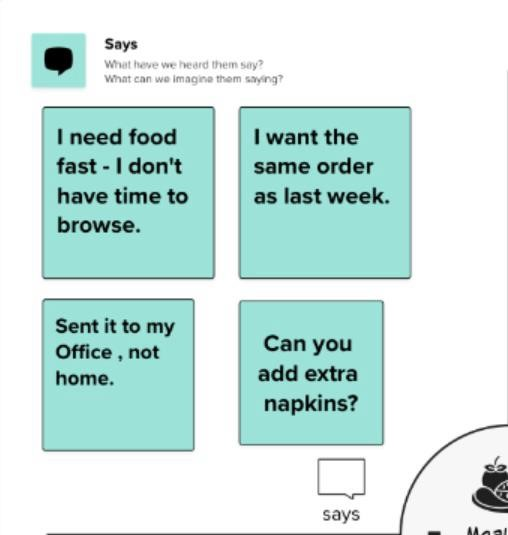 Says
What have we heard them say?
What can we imagine them saying?
I need food
fast - I don't
have time to
browse.
I want the
same order
as last week.
Sent it to my
Office , not
home.
Can you
add extra
napkins?
says